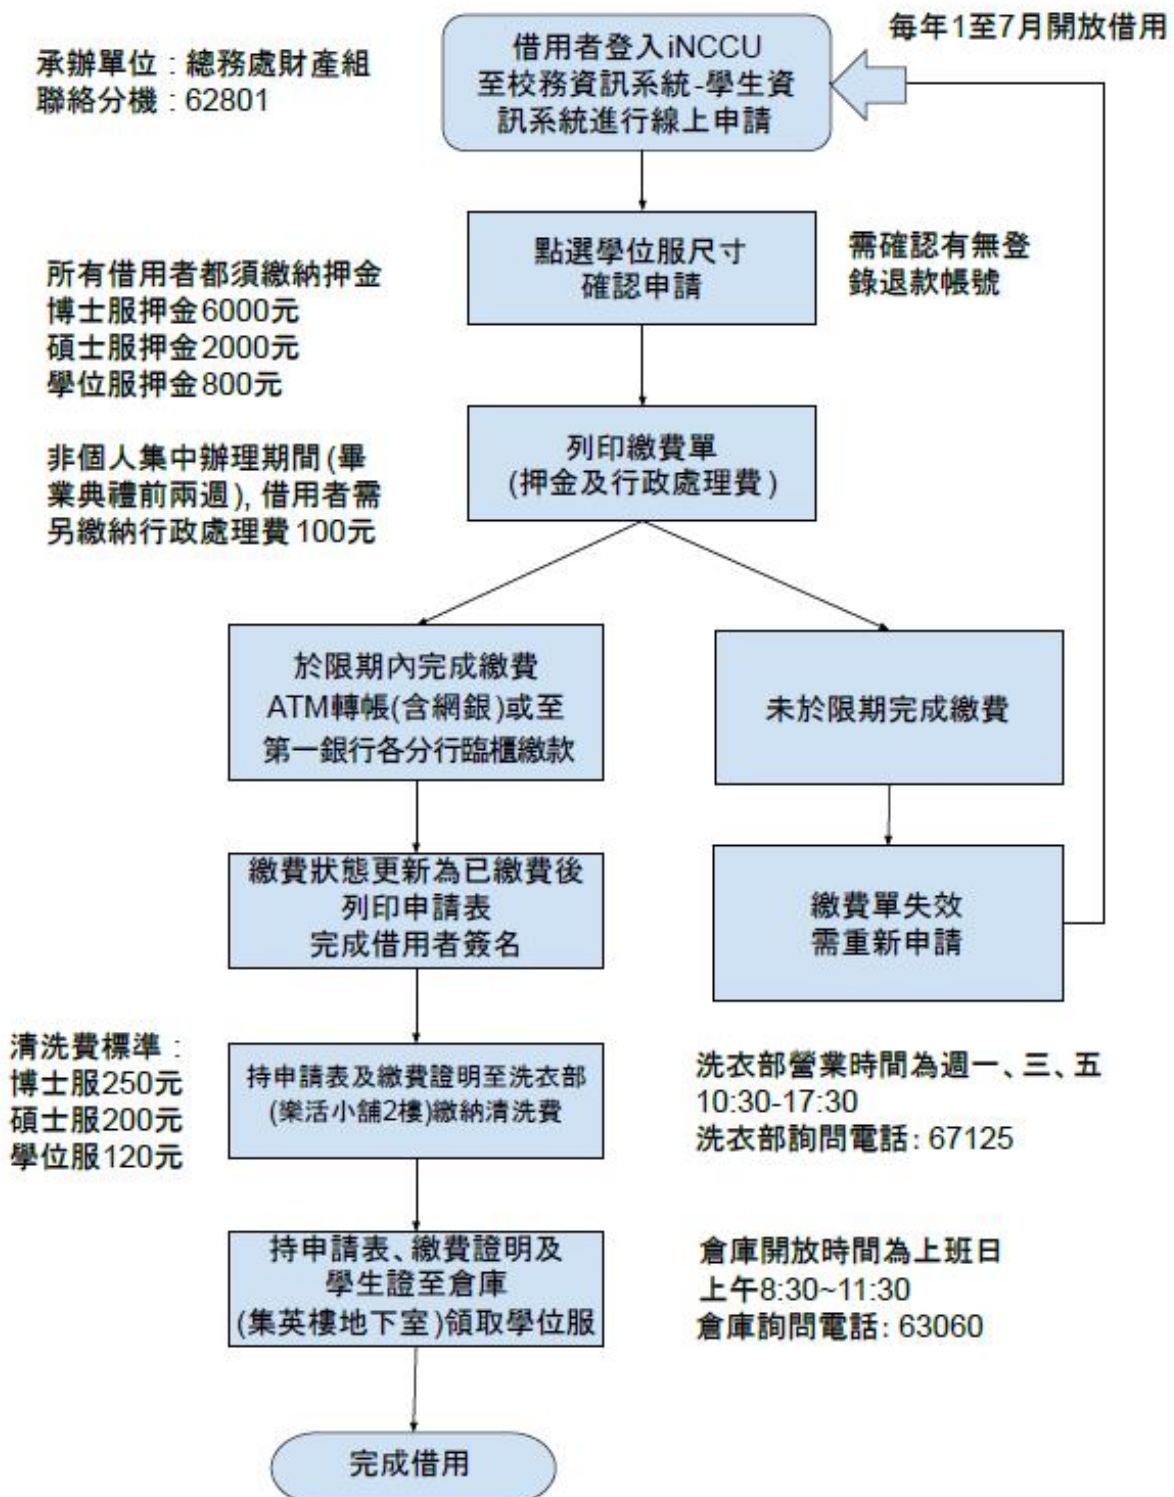 每年1至7月開放借用
承辦單位：總務處財產組
聯絡分機：62801
借用者登入iNCCU
至校務資訊系統-學生資
訊系統進行線上申請
點選學位服尺寸
確認申請
需確認有無登
錄退款帳號
所有借用者都須繳納押金
博士服押金6000元
碩士服押金2000元
學位服押金800元
列印繳費單
(押金及行政處理費)
非個人集中辦理期間(畢
業典禮前兩週), 借用者需
另繳納行政處理費100元
於限期內完成繳費
ATM轉帳(含網銀)或至
第一銀行各分行臨櫃繳款
未於限期完成繳費
繳費狀態更新為已繳費後
列印申請表
完成借用者簽名
繳費單失效
需重新申請
清洗費標準：
博士服250元
碩士服200元
學位服120元
持申請表及繳費證明至洗衣部
(樂活小舖2樓)繳納清洗費
洗衣部營業時間為週一、三、五
10:30-17:30
洗衣部詢問電話: 67125
持申請表、繳費證明及
學生證至倉庫
(集英樓地下室)領取學位服
倉庫開放時間為上班日
上午8:30~11:30
倉庫詢問電話: 63060
完成借用